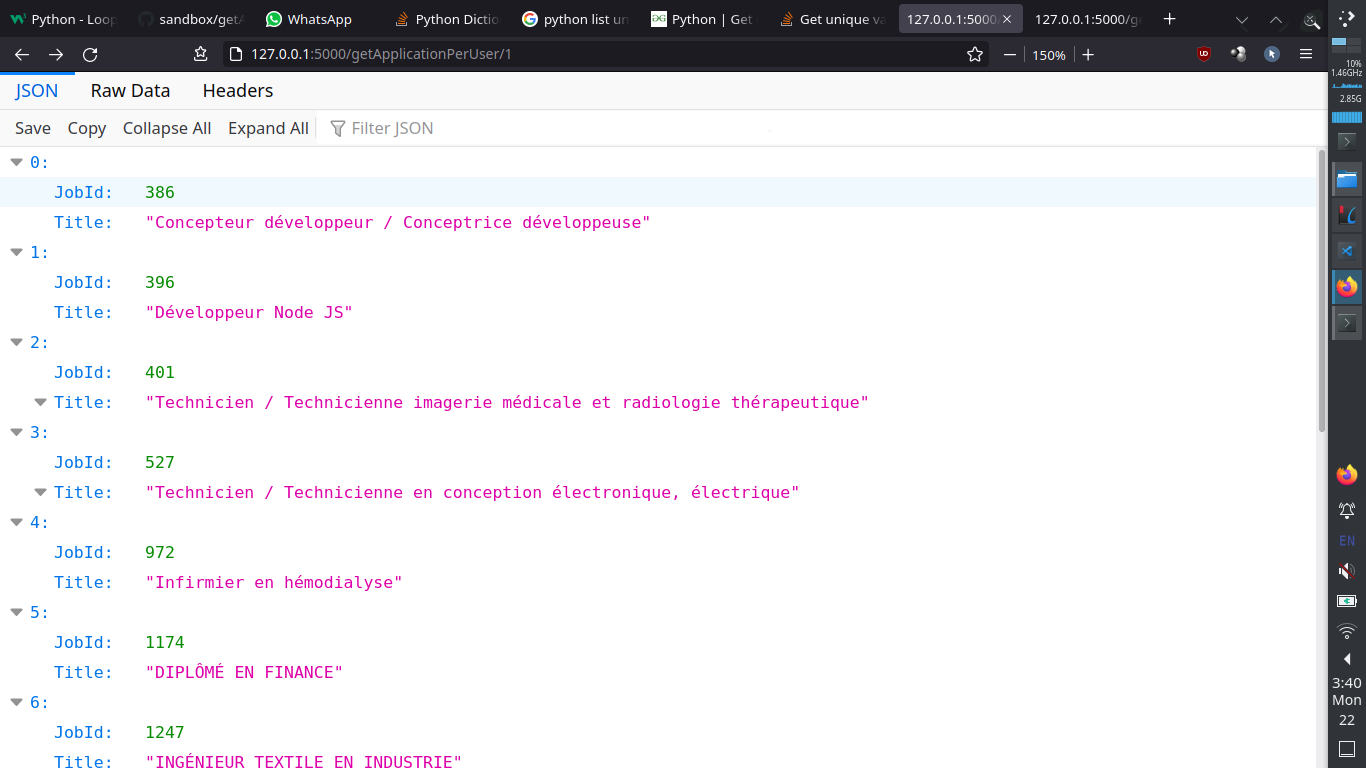 Python - Loop
sandbox/getA
WhatsApp
Python Dictio
python list un
Python | Get
Get unique va
127.0.0.1:5000/
127.0.0.1:5000/ge
127.0.0.1:5000/getApplicationPerUser/1
150%
JSON Raw Data Headers
Save Copy Collapse All Expand All Filter JSON
0:
JobId: 386
Title: "Concepteur développeur / Conceptrice développeuse"
1:
JobId: 396
Title: "Développeur Node JS"
2:
JobId: 401
Title: "Technicien / Technicienne imagerie médicale et radiologie thérapeutique"
3:
JobId: 527
Title: "Technicien / Technicienne en conception électronique, électrique"
4:
JobId: 972
Title: "Infirmier en hémodialyse"
5:
JobId: 1174
Title: "DIPLÔMÉ EN FINANCE"
6:
JobId: 1247
Title: "INGÉNIEUR TEXTILE EN INDUSTRIE"
10%
1.46GHz
2.85G
EN
3:40
Mon
22